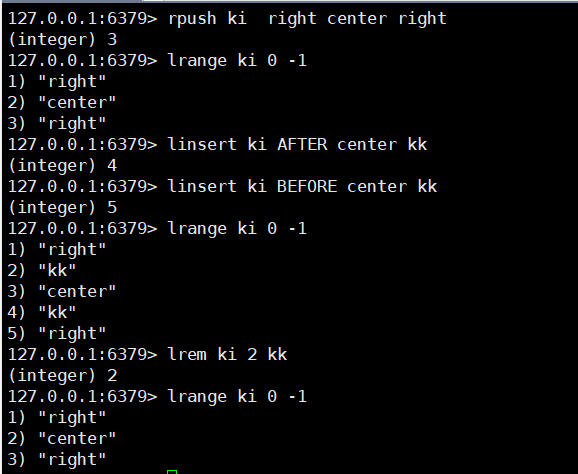 127.0.0.1:6379> rpush ki  right center right
(integer) 3
127.0.0.1:6379> lrange ki 0 -1
1) "right"
2) "center"
3) "right"
127.0.0.1:6379> linsert ki AFTER center kk
(integer) 4
127.0.0.1:6379> linsert ki BEFORE center kk
(integer) 5
127.0.0.1:6379> lrange ki 0 -1
1) "right"
2) "kk"
3) "center"
4) "kk"
5) "right"
127.0.0.1:6379> lrem ki 2 kk
(integer) 2
127.0.0.1:6379> lrange ki 0 -1
1) "right"
2) "center"
3) "right"